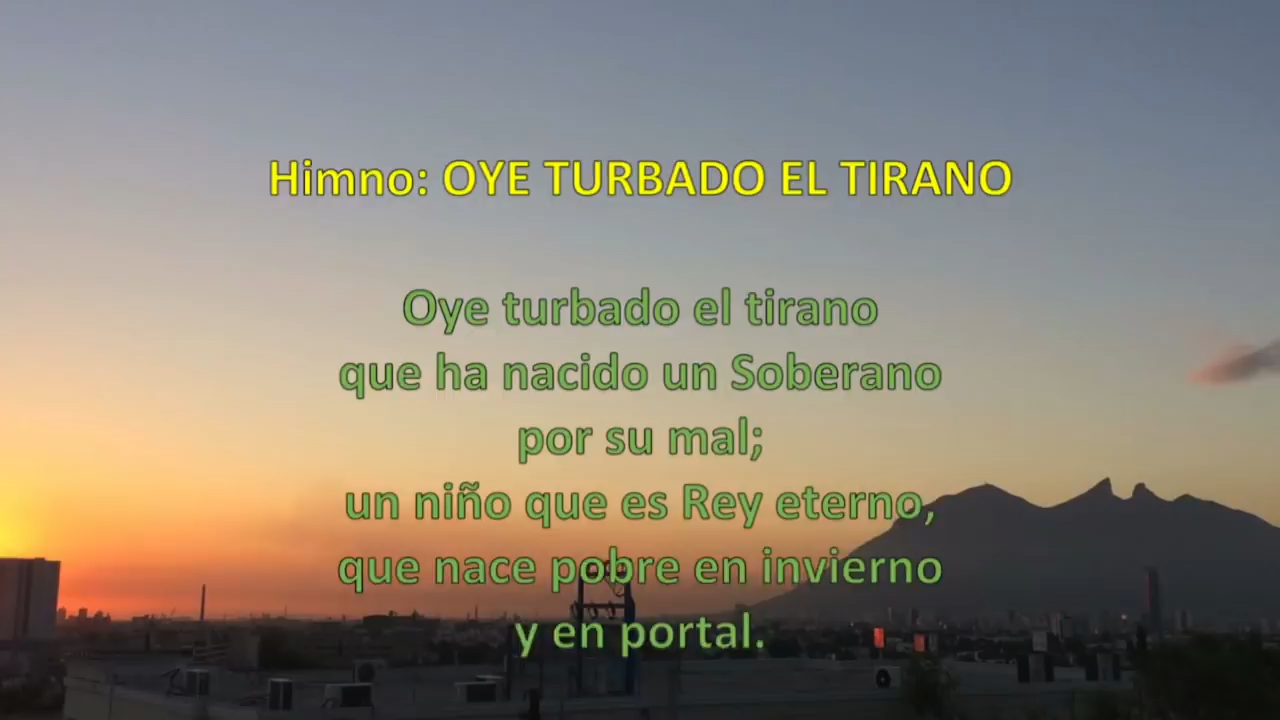 Himno: OYE TURBADO EL TIRANO
Oye turbado el tirano
que ha nacido un Soberano
por su mal;
un niño que es Rey eterno,
que nace pobre en invierno
y en portal.